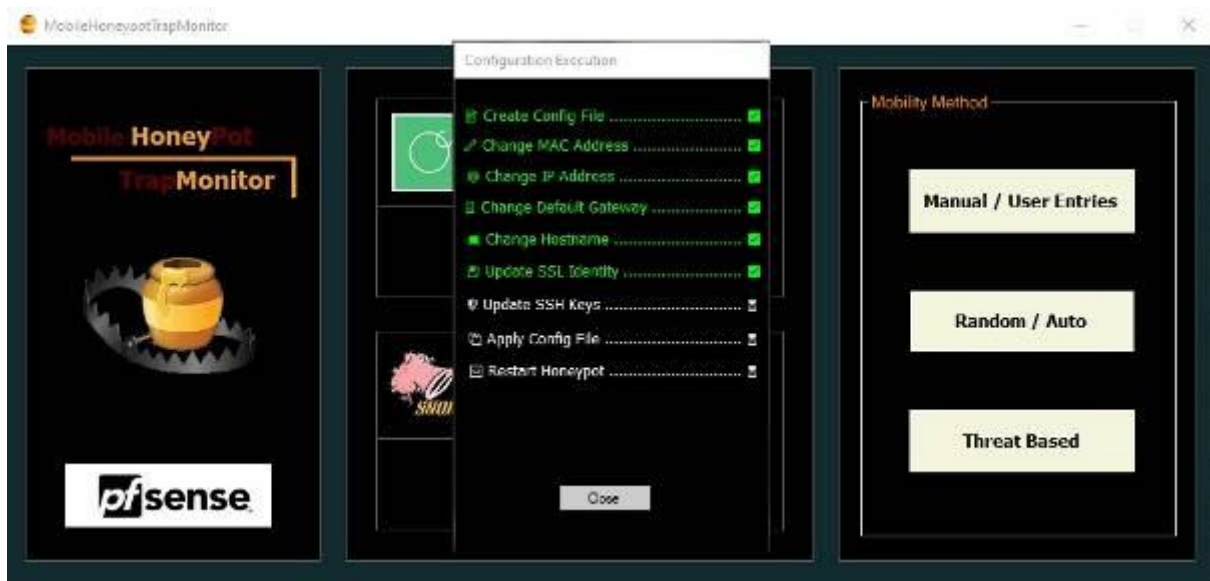 MobileHoneypotTrapMonitor
Mobile HoneyPot
TrapMonitor
pfsense
Configuration Execution
Create Config File ........................... 
Change MAC Address ...................... 
Change IP Address ........................ 
Change Default Gateway .................. 
Change Hostname ......................... 
Update SSL Identity ....................... 
Update SSH Keys .......................... 
Apply Config File ........................... 
Restart Honeypot .......................... 
Close
Mobility Method
Manual / User Entries
Random / Auto
Threat Based